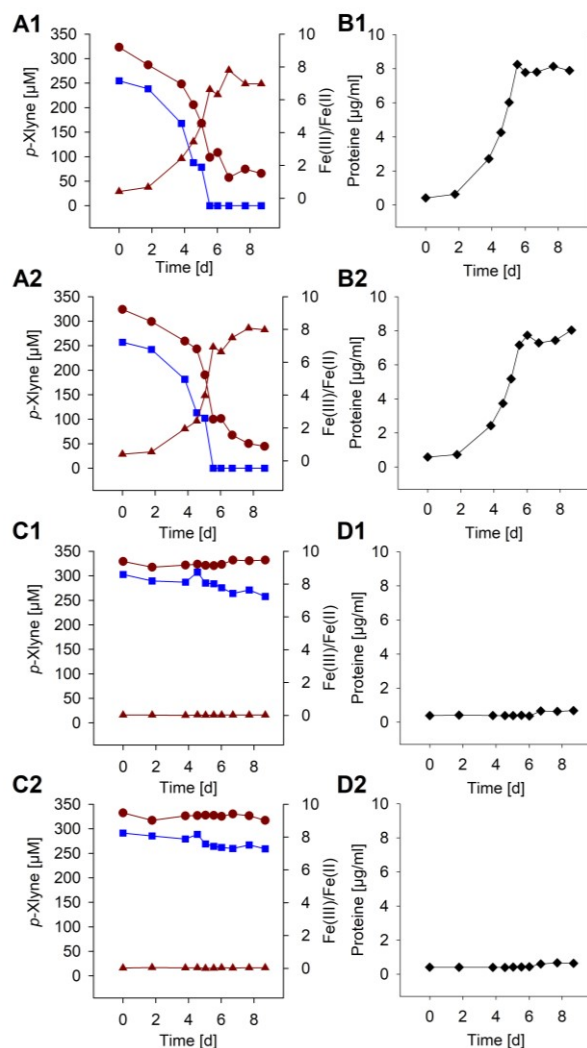 A1
B1
350
300
250
200
150
100
50
0
p-Xlyne [µM]
10
8
6
4
2
0
Fe(III)/Fe(II)
0 2 4 6 8
Time [d]
10
8
6
4
2
0
Proteine [µg/ml]
0 2 4 6 8
Time [d]
A2
B2
350
300
250
200
150
100
50
0
p-Xlyne [µM]
10
8
6
4
2
0
Fe(III)/Fe(II)
0 2 4 6 8
Time [d]
10
8
6
4
2
0
Proteine [µg/ml]
0 2 4 6 8
Time [d]
C1
D1
350
300
250
200
150
100
50
0
p-Xlyne [µM]
10
8
6
4
2
0
Fe(III)/Fe(II)
0 2 4 6 8
Time [d]
10
8
6
4
2
0
Proteine [µg/ml]
0 2 4 6 8
Time [d]
C2
D2
350
300
250
200
150
100
50
0
p-Xlyne [µM]
10
8
6
4
2
0
Fe(III)/Fe(II)
0 2 4 6 8
Time [d]
10
8
6
4
2
0
Proteine [µg/ml]
0 2 4 6 8
Time [d]